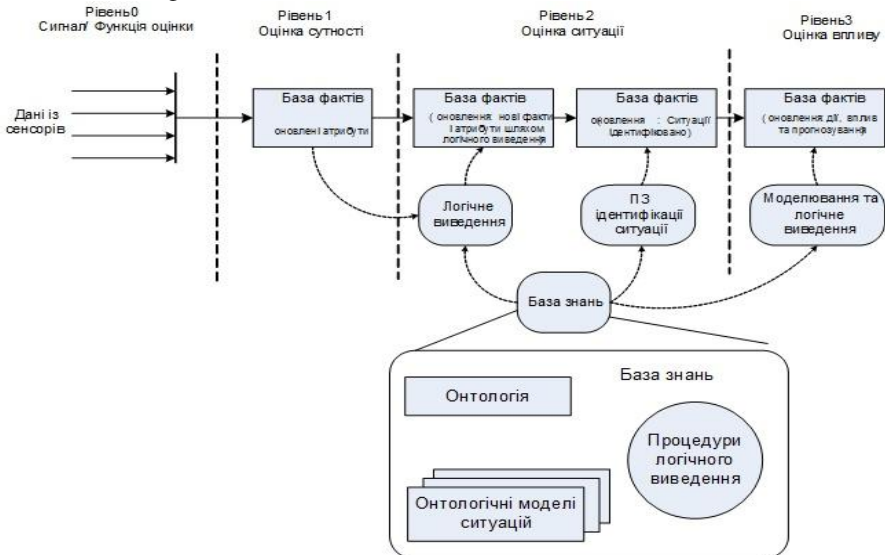 Рівень0
Сигнал/ Функція оцінки
Рівень1
Оцінка сутності
Рівень2
Оцінка ситуації
Рівень3
Оцінка впливу
Дані із
сенсорів
База фактів
оновлені атрибути
База фактів
( оновлення: нові факти
і атрибути шляхом
логічного виведення)
База фактів
оновлення : Ситуації
ідентифіковано)
База фактів
( оновлення дії, вплив
та прогнозування)
Логічне
виведення
ПЗ
ідентифікації
ситуації
Моделювання та
логічне
виведення
База знань
База знань
Онтологія
Процедури
логічного
виведення
Онтологічні моделі
ситуацій